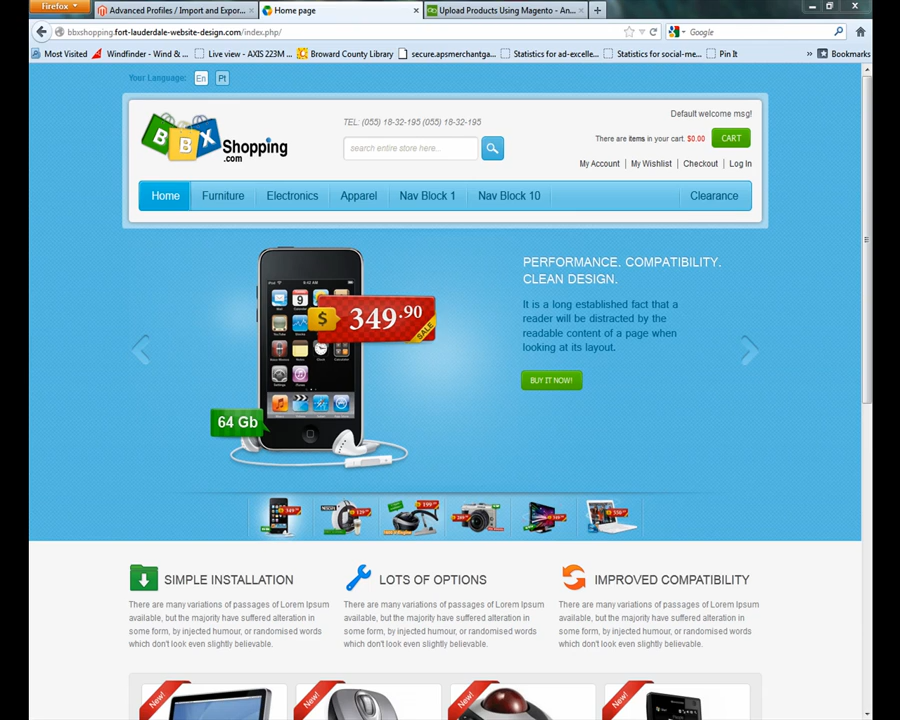 Firefox
Advanced Profiles / Import and Expor...
Home page
Upload Products Using Magento - An...
bbxshopping.fort-lauderdale-website-design.com/index.php/
Google
Most Visited
Windfinder - Wind & w...
Live view - AXIS 223M ...
Broward County Library
secure.apsmerchantga...
Statistics for ad-excelle...
Statistics for social-me...
Pin It
Bookmarks
Your Language: En Pt
BBX
Shopping
.com
TEL: (055) 18-32-195 (055) 18-32-195
search entire store here...
Default welcome msg!
There are items in your cart. $0.00 CART
My Account | My Wishlist | Checkout | Log In
Home Furniture Electronics Apparel Nav Block 1 Nav Block 10 Clearance
$ 349.90
SALE
64 Gb
PERFORMANCE. COMPATIBILITY.
CLEAN DESIGN.
It is a long established fact that a
reader will be distracted by the
readable content of a page when
looking at its layout.
BUY IT NOW!
SIMPLE INSTALLATION
There are many variations of passages of Lorem Ipsum
available, but the majority have suffered alteration in
some form, by injected humour, or randomised words
which don't look even slightly believable.
LOTS OF OPTIONS
There are many variations of passages of Lorem Ipsum
available, but the majority have suffered alteration in
some form, by injected humour, or randomised words
which don't look even slightly believable.
IMPROVED COMPATIBILITY
There are many variations of passages of Lorem Ipsum
available, but the majority have suffered alteration in
some form, by injected humour, or randomised words
which don't look even slightly believable.
New!
New!
New!
New!